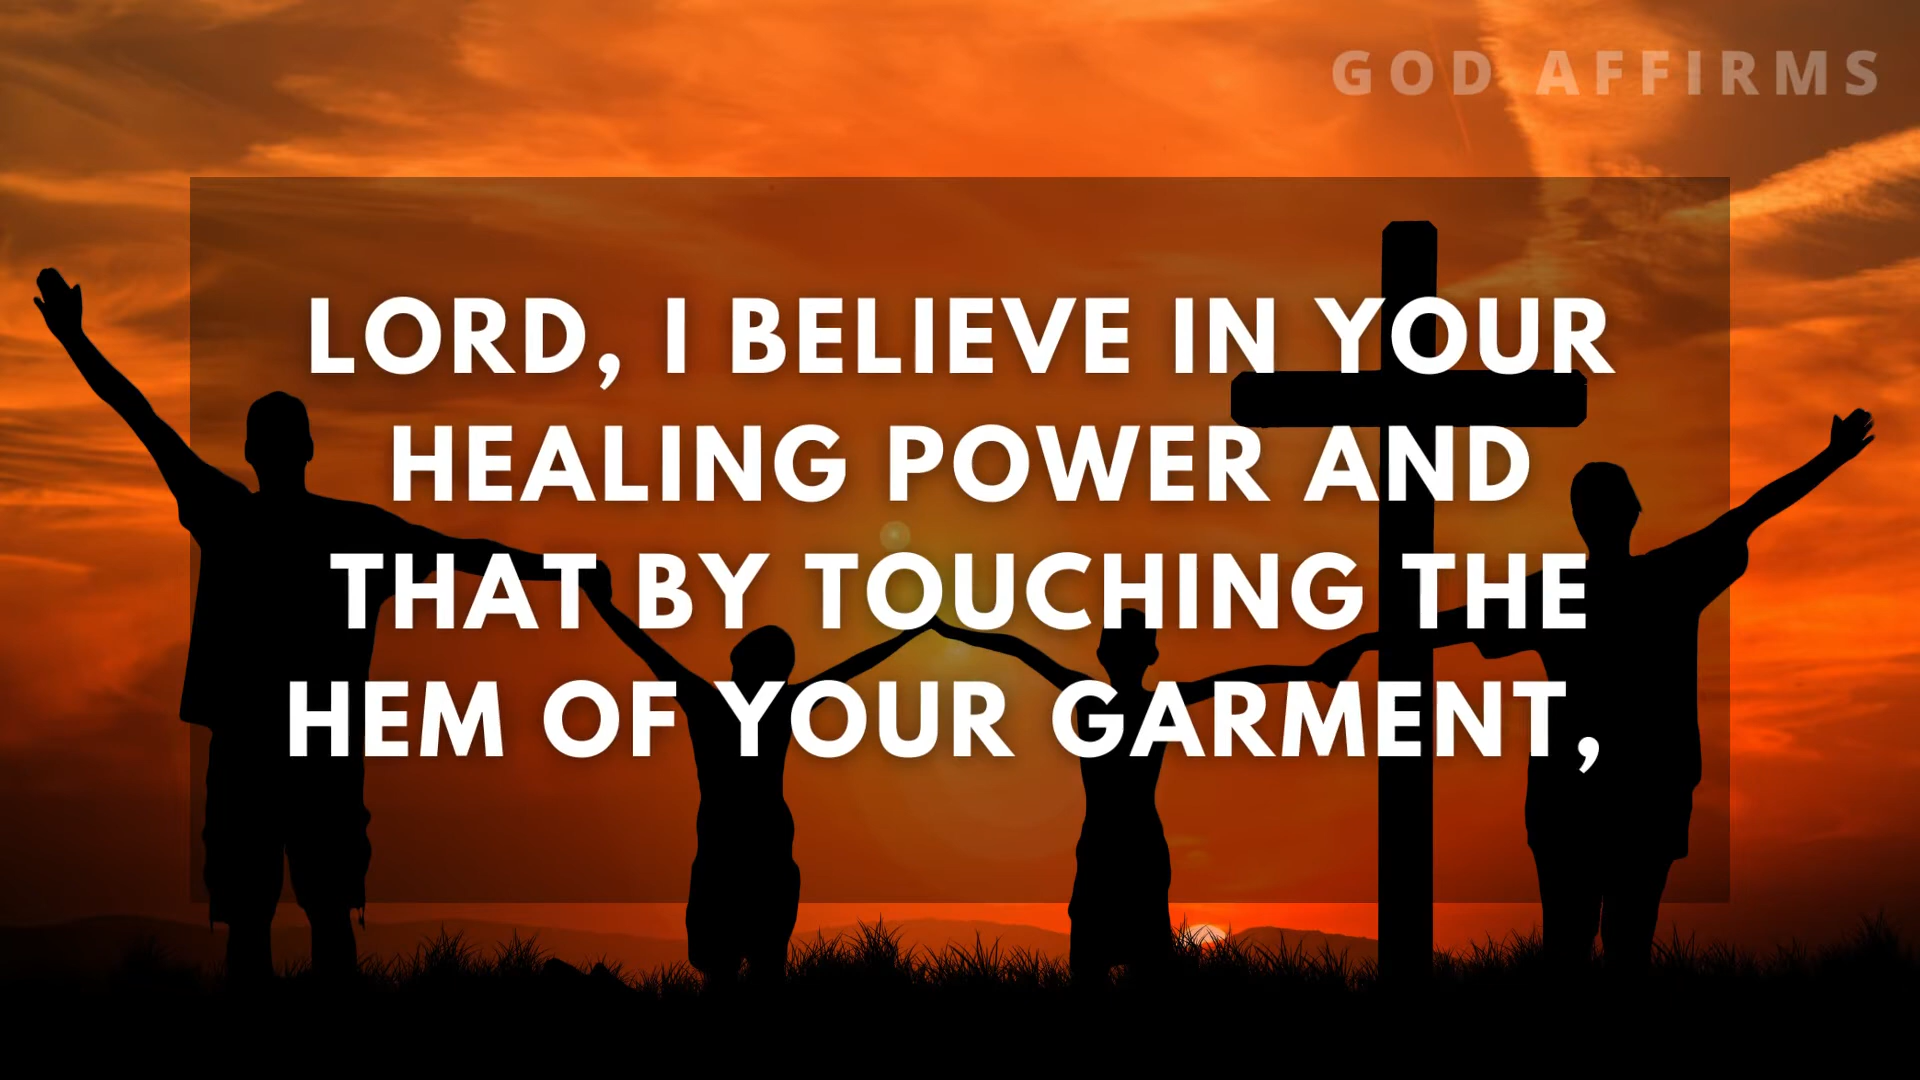 GOD AFFIRMS
LORD, I BELIEVE IN YOUR
HEALING POWER AND
THAT BY TOUCHING THE
HEM OF YOUR GARMENT,